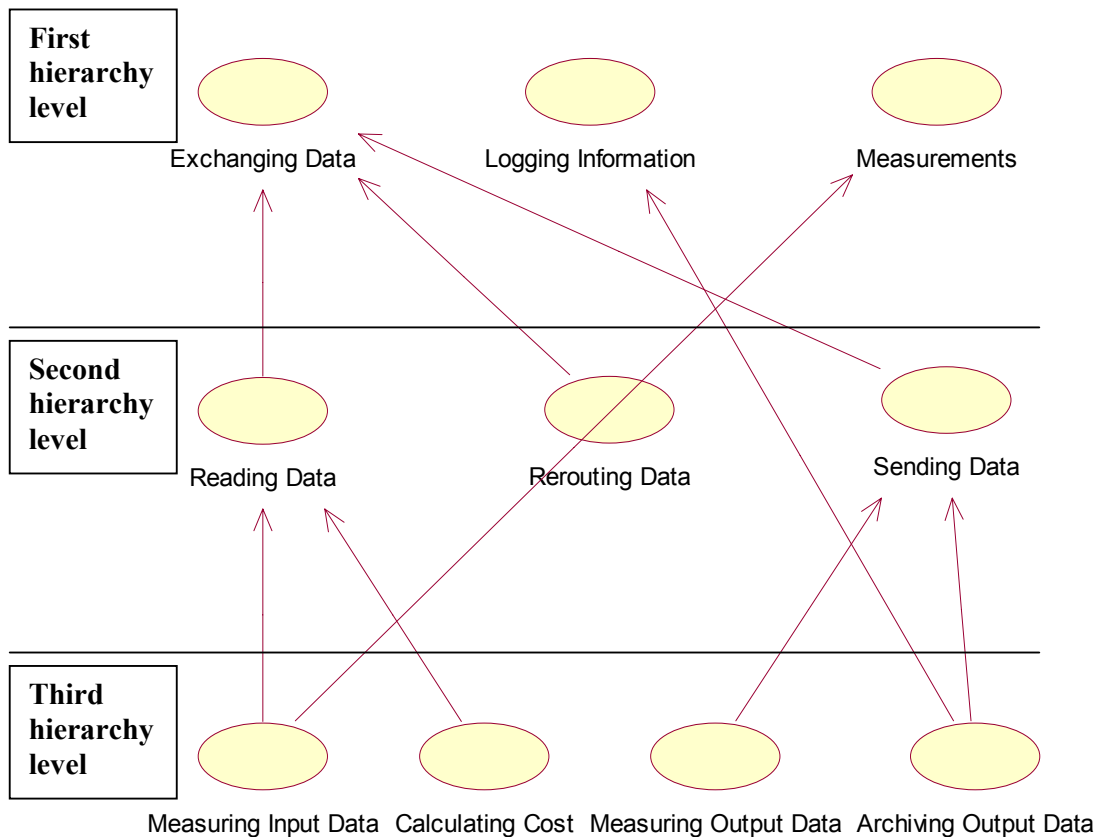 First
hierarchy
level
Exchanging Data
Logging Information
Measurements
Second
hierarchy
level
Reading Data
Rerouting Data
Sending Data
Third
hierarchy
level
Measuring Input Data
Calculating Cost
Measuring Output Data
Archiving Output Data